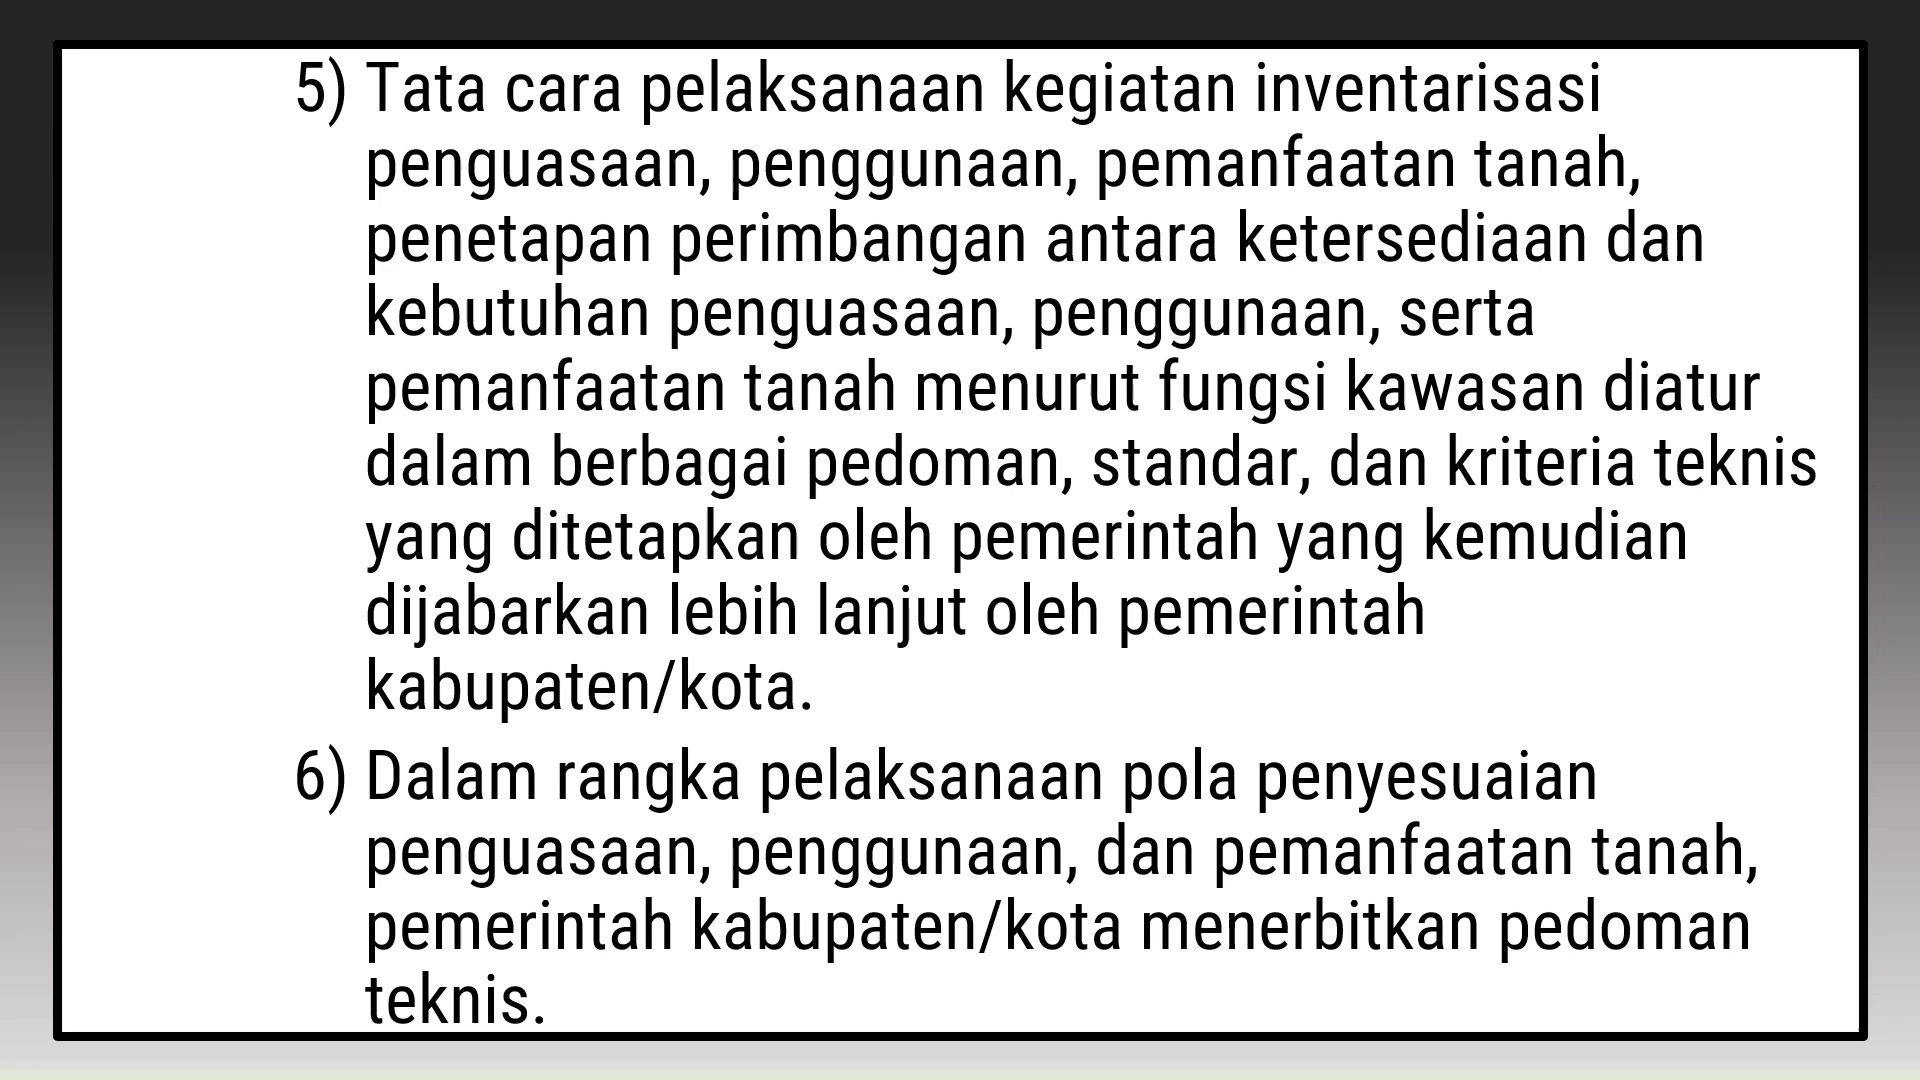 5) Tata cara pelaksanaan kegiatan inventarisasi
penguasaan, penggunaan, pemanfaatan tanah,
penetapan perimbangan antara ketersediaan dan
kebutuhan penguasaan, penggunaan, serta
pemanfaatan tanah menurut fungsi kawasan diatur
dalam berbagai pedoman, standar, dan kriteria teknis
yang ditetapkan oleh pemerintah yang kemudian
dijabarkan lebih lanjut oleh pemerintah
kabupaten/kota.
6) Dalam rangka pelaksanaan pola penyesuaian
penguasaan, penggunaan, dan pemanfaatan tanah,
pemerintah kabupaten/kota menerbitkan pedoman
teknis.